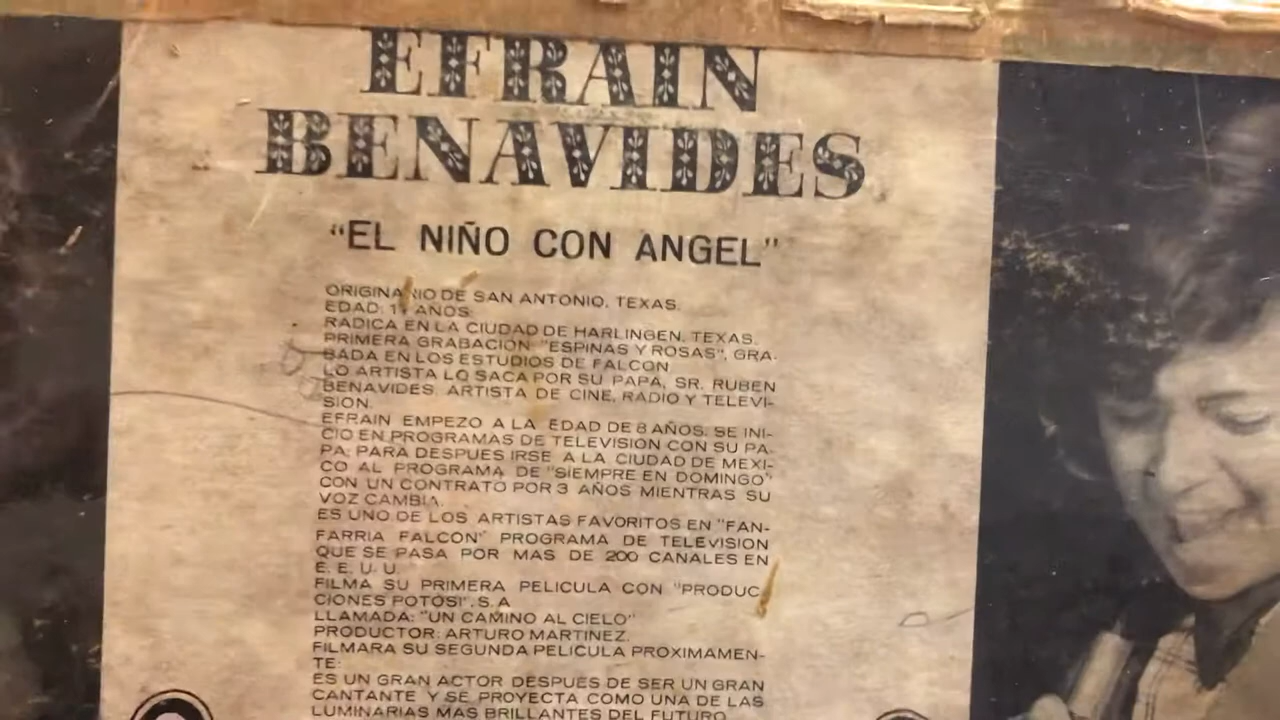 EFRAIN
BENAVIDES
"EL NIÑO CON ANGEL"
ORIGINARIO DE SAN ANTONIO, TEXAS.
EDAD: AÑOS
RADICA EN LA CIUDAD DE HARLINGEN, TEXAS.
PRIMERA GRABACION "ESPINAS Y ROSAS", GRA-
BADA EN LOS ESTUDIOS DE FALCON
LO ARTISTA LO SACA POR SU PAPA, SR. RUBEN
BENAVIDES, ARTISTA DE CINE, RADIO Y TELEVI-
SION.
EFRAIN EMPEZO A LA EDAD DE 8 AÑOS. SE INI-
CIO EN PROGRAMAS DE TELEVISION CON SU PA-
PA: PARA DESPUES IRSE A LA CIUDAD DE MEXI-
CO AL PROGRAMA DE "SIEMPRE EN DOMINGO"
CON UN CONTRATO POR 3 AÑOS MIENTRAS SU
VOZ CAMBIA.
ES UNO DE LOS ARTISTAS FAVORITOS EN "FAN-
FARRIA FALCON" PROGRAMA DE TELEVISION
QUE SE PASA POR MAS DE 200 CANALES EN
E. E. U. U.
FILMA SU PRIMERA PELICULA CON "PRODUC-
CIONES POTOSI", S.A
LLAMADA: "UN CAMINO AL CIELO"
PRODUCTOR: ARTURO MARTINEZ.
FILMARA SU SEGUNDA PELICULA PROXIMAMEN-
TE:
ES UN GRAN ACTOR DESPUES DE SER UN GRAN
CANTANTE Y SE PROYECTA COMO UNA DE LAS
LUMINARIAS MAS BRILLANTES DEL FUTURO